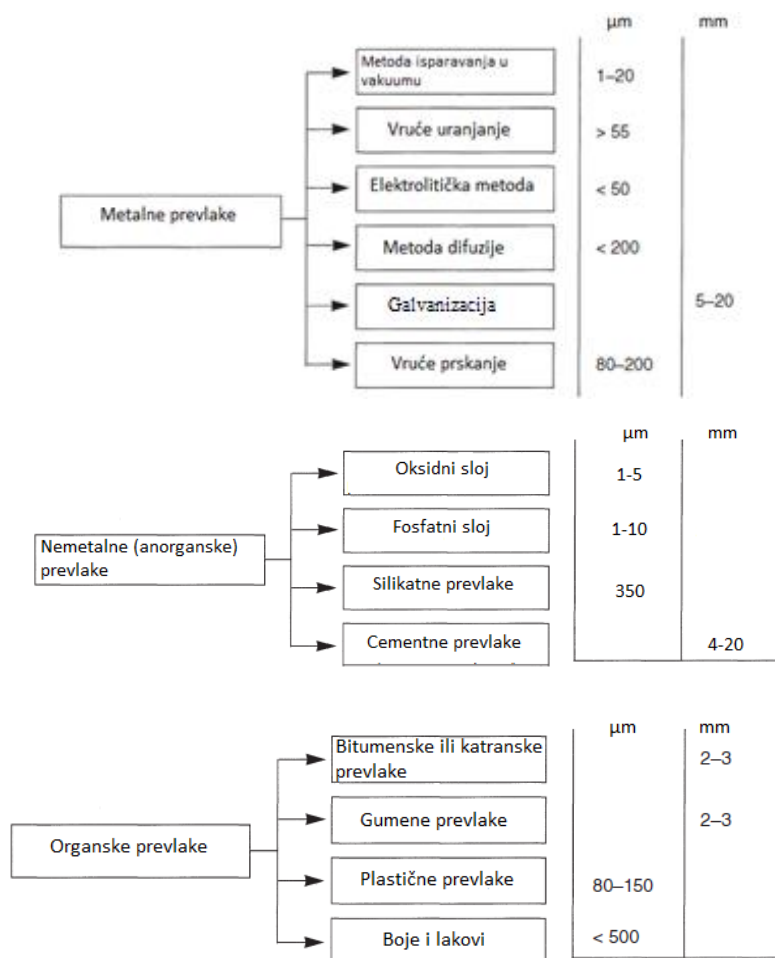 μm mm
Metoda isparavanja u
vakuumu
1–20
Vruće uranjanje
> 55
Elektrolitička metoda
< 50
Metalne prevlake
Metoda difuzije
< 200
Galvanizacija
5–20
Vruće prskanje
80–200
μm mm
Oksidni sloj
1-5
Fosfatni sloj
1-10
Nemetalne (anorganske)
prevlake
Silikatne prevlake
350
Cementne prevlake
4-20
μm mm
Bitumenske ili katranske
prevlake
2–3
Gumene prevlake
2–3
Organske prevlake
Plastične prevlake
80–150
Boje i lakovi
< 500